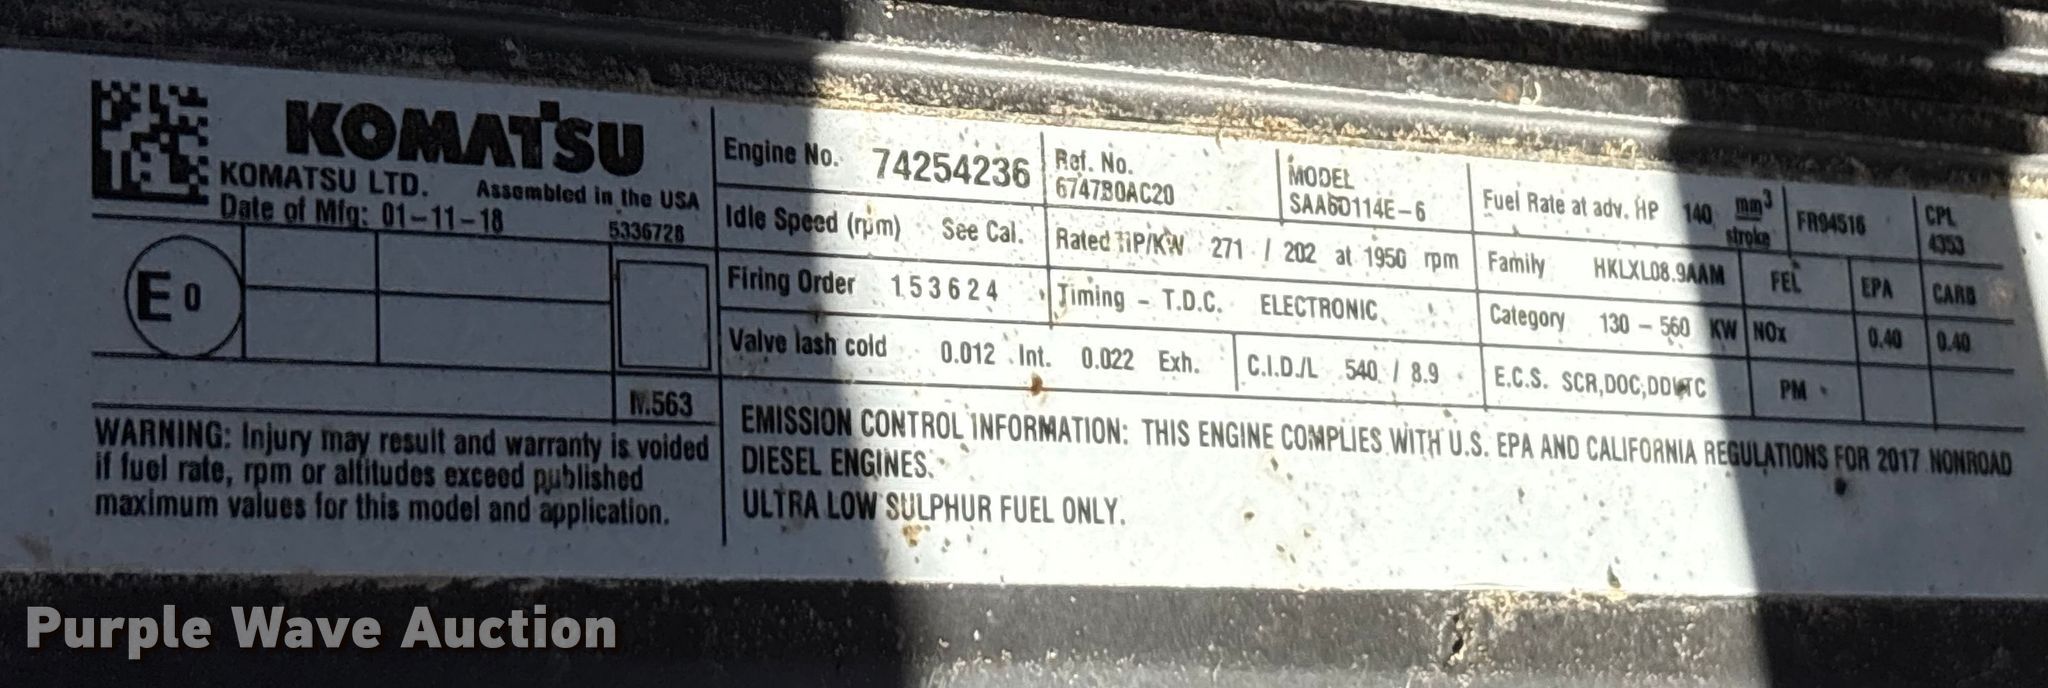 KOMATSU
KOMATSU LTD. Assembled in the USA
Date of Mfg: 01-11-18 5336728
E 0
M.563
WARNING: Injury may result and warranty is voided
if fuel rate, rpm or altitudes exceed published
maximum values for this model and application.
Engine No. 74254236 Ref. No. MODEL
SAA6D114E-6
Fuel Rate at adv. HP 140 mm3 stroke FR94516 CPL 4353
Idle Speed (rpm) See Cal. Rated HP/KW 271 / 202 at 1950 rpm Family HKLXL08.9AAM FEL EPA CARB
Firing Order 153624 Timing - T.D.C. ELECTRONIC Category 130 - 560 KW NOx 0.40 0.40
Valve lash cold 0.012 Int. 0.022 Exh. C.I.D./L 540 / 8.9 E.C.S. SCR,DOC, PM
EMISSION CONTROL INFORMATION: THIS ENGINE COMPLIES WITH U.S. EPA AND CALIFORNIA REGULATIONS FOR 2017 NONROAD
DIESEL ENGINES.
ULTRA LOW SULPHUR FUEL ONLY.
Purple Wave Auction